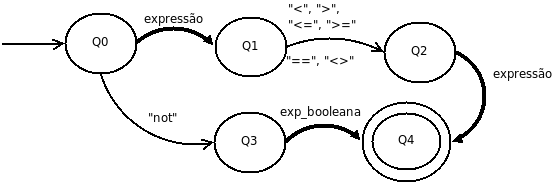 expressão
"<", ">",
"<=", ">="
Q0
Q1
Q2
"==", "<>"
expressão
"not"
exp_booleana
Q3
Q4